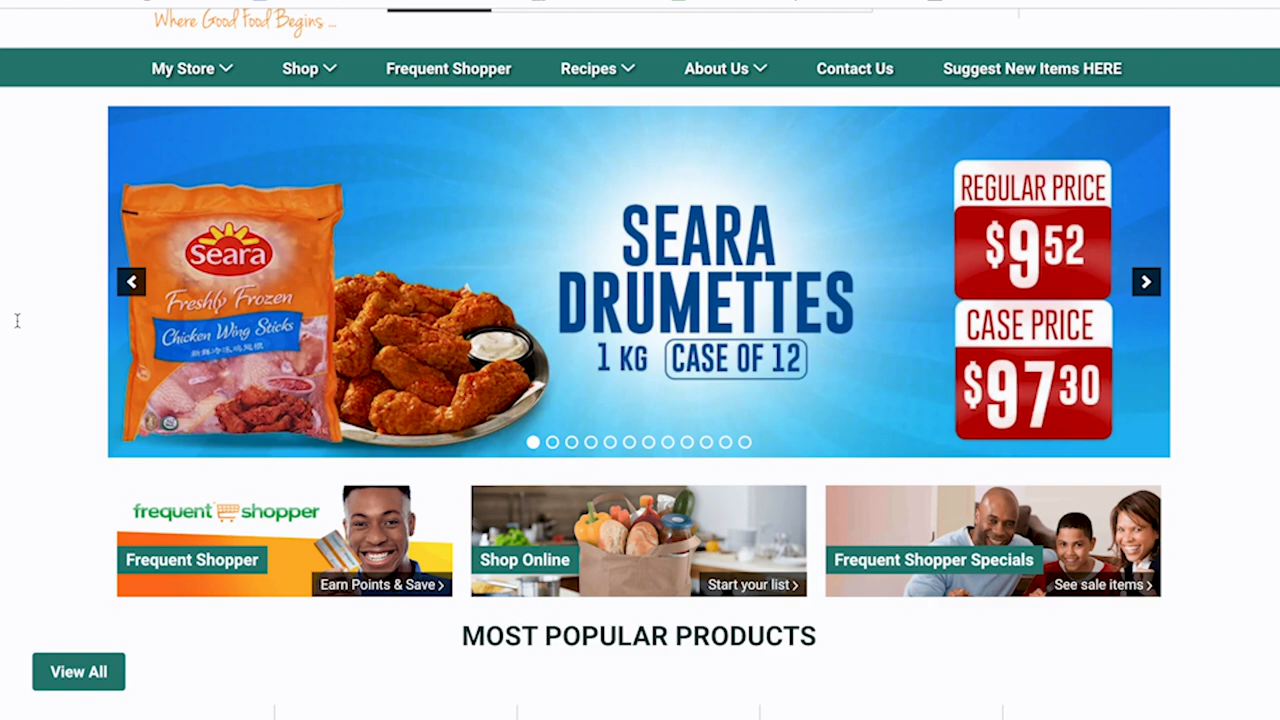 Where Good Food Begins ...
My Store
Shop
Frequent Shopper
Recipes
About Us
Contact Us
Suggest New Items HERE
Seara
Freshly Frozen
Chicken Wing Sticks
SEARA
DRUMETTES
1 KG CASE OF 12
REGULAR PRICE
$9 52
CASE PRICE
$97 30
frequent shopper
Frequent Shopper
Earn Points & Save
Shop Online
Start your list
Frequent Shopper Specials
See sale items
MOST POPULAR PRODUCTS
View All